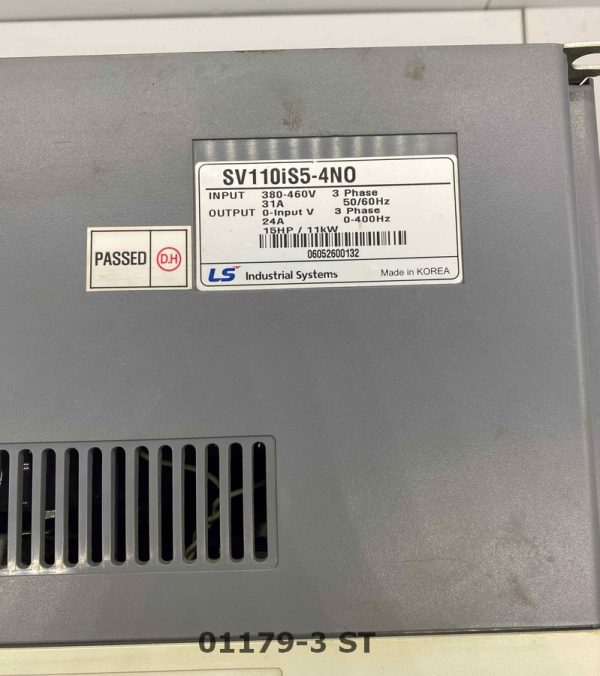 SV110iS5-4NO
INPUT 380-460V 3 Phase
31A 50/60Hz
OUTPUT 0-Input V 3 Phase
24A 0-400Hz
15HP / 11kW
06052600132
LS Industrial Systems Made in KOREA
PASSED D.H
01179-3 ST